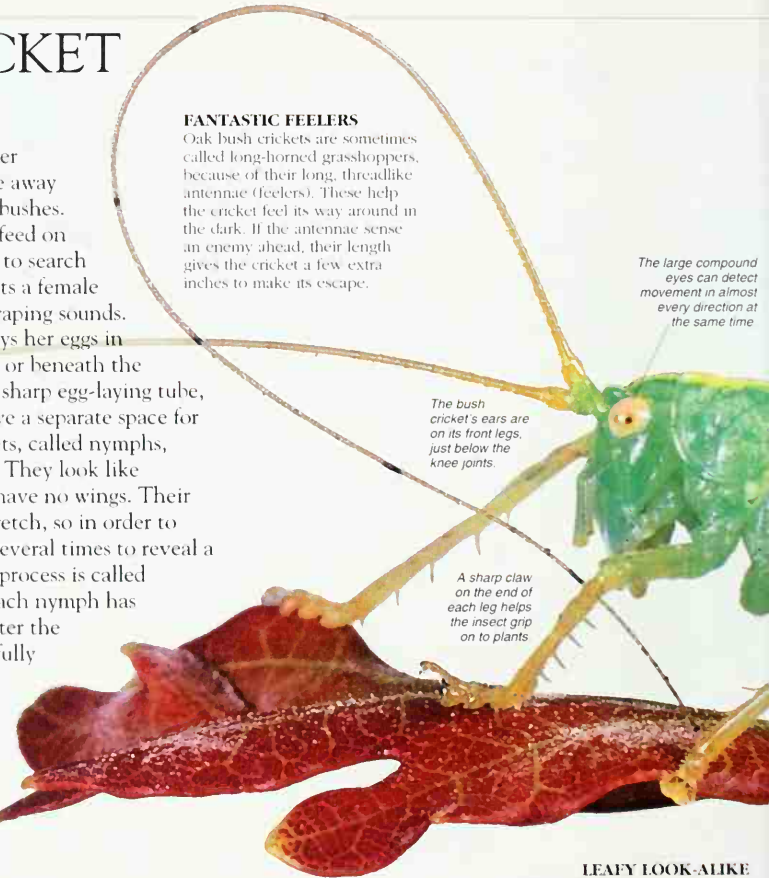 CKET
er
e away
bushes.
feed on
to search
ts a female
raping sounds.
ys her eggs in
or beneath the
sharp egg-laying tube,
ve a separate space for
ts, called nymphs,
They look like
have no wings. Their
retch, so in order to
several times to reveal a
process is called
ach nymph has
ter the
fully
FANTASTIC FEELERS
Oak bush crickets are sometimes
called long-horned grasshoppers,
because of their long, threadlike
antennae (feelers). These help
the cricket feel its way around in
the dark. If the antennae sense
an enemy ahead, their length
gives the cricket a few extra
inches to make its escape.
The large compound
eyes can detect
movement in almost
every direction at
the same time
The bush
cricket's ears are
on its front legs,
just below the
knee joints.
A sharp claw
on the end of
each leg helps
the insect grip
on to plants
LEAFY LOOK-ALIKE